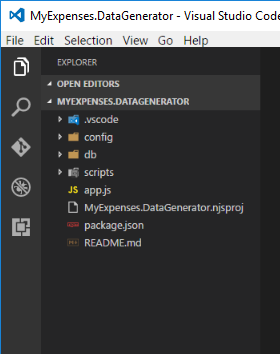 MyExpenses.DataGenerator - Visual Studio Code
File Edit Selection View Go Help
EXPLORER
OPEN EDITORS
MYEXPENSES.DATAGENERATOR
.vscode
config
db
scripts
JS app.js
MyExpenses.DataGenerator.njsproj
package.json
README.md